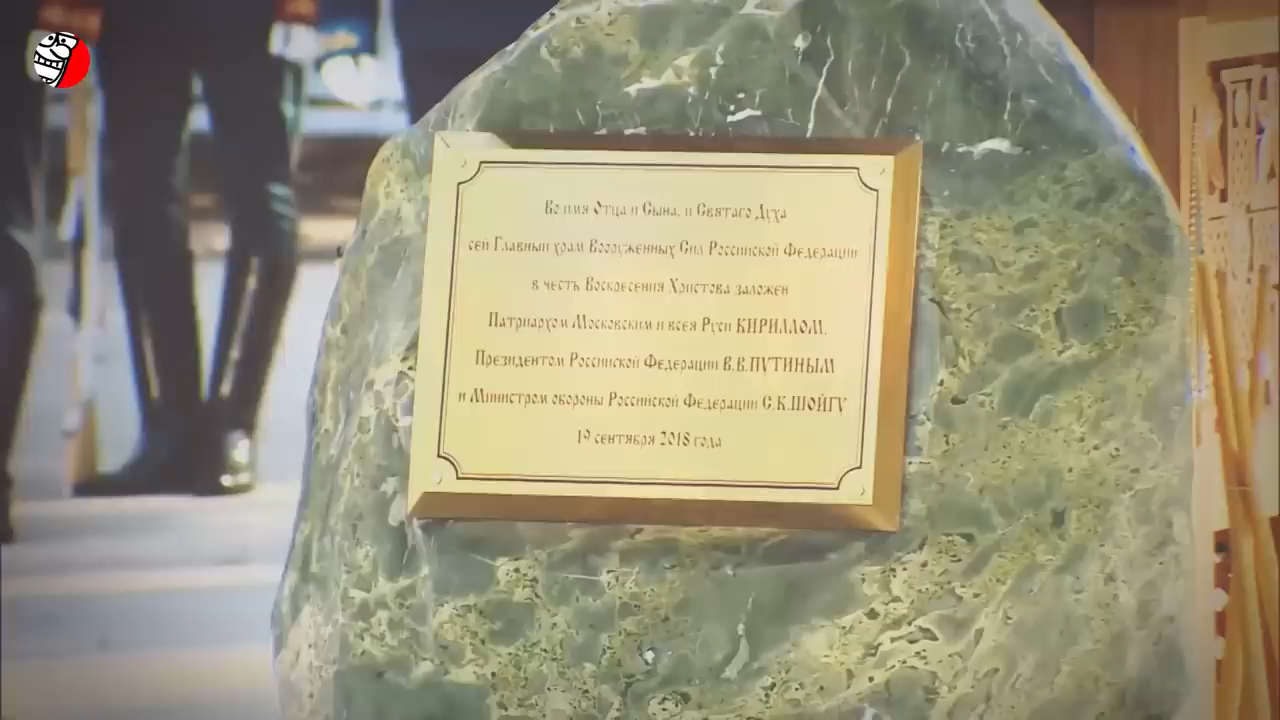 Во имя Отца и Сына, и Святаго Духа
сей Главный храм Вооруженных Сил Российской Федерации
в честь Воскресения Христова заложен
Патриархом Московским и всея Руси КИРИЛЛОМ,
Президентом Российской Федерации В.В.ПУТИНЫМ
и Министром обороны Российской Федерации С.К.ШОЙГУ
19 сентября 2018 года